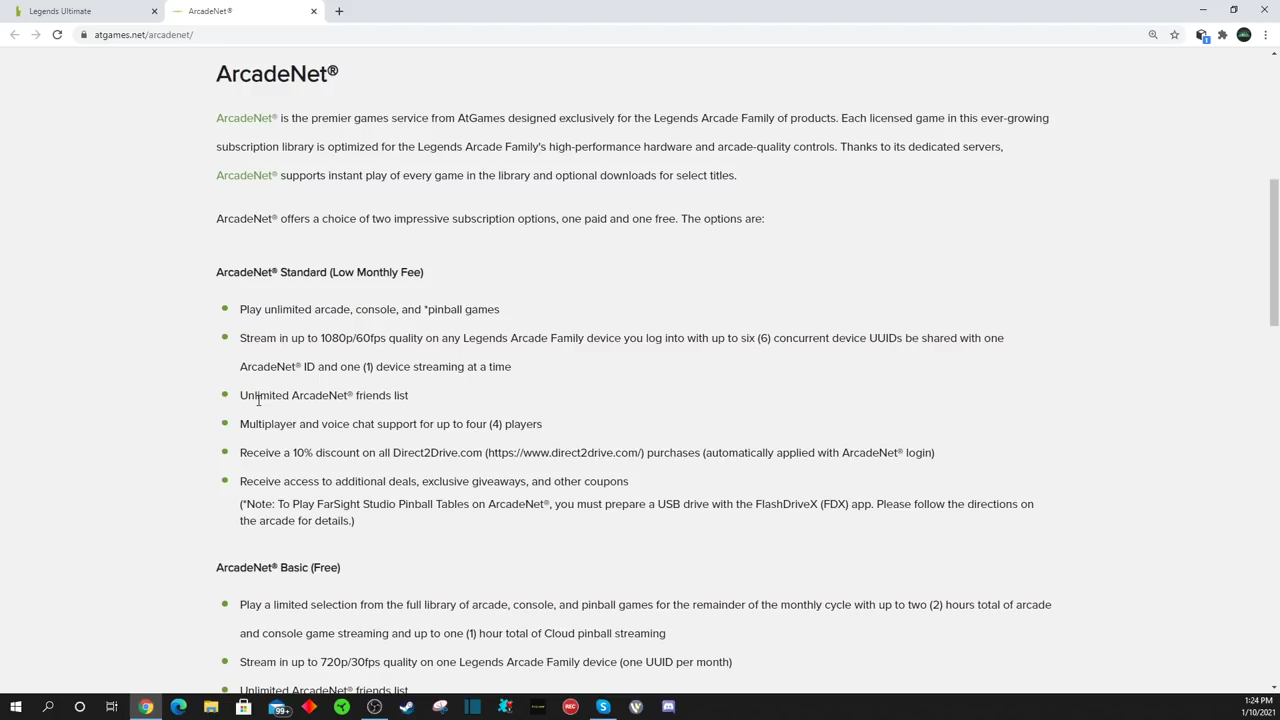 Legends Ultimate
ArcadeNet®
atgames.net/arcadenet/
1
ArcadeNet®
ArcadeNet® is the premier games service from AtGames designed exclusively for the Legends Arcade Family of products. Each licensed game in this ever-growing
subscription library is optimized for the Legends Arcade Family's high-performance hardware and arcade-quality controls. Thanks to its dedicated servers,
ArcadeNet® supports instant play of every game in the library and optional downloads for select titles.
ArcadeNet® offers a choice of two impressive subscription options, one paid and one free. The options are:
ArcadeNet® Standard (Low Monthly Fee)
Play unlimited arcade, console, and *pinball games
Stream in up to 1080p/60fps quality on any Legends Arcade Family device you log into with up to six (6) concurrent device UUIDs be shared with one
ArcadeNet® ID and one (1) device streaming at a time
Unlimited ArcadeNet® friends list
Multiplayer and voice chat support for up to four (4) players
Receive a 10% discount on all Direct2Drive.com (https://www.direct2drive.com/) purchases (automatically applied with ArcadeNet® login)
Receive access to additional deals, exclusive giveaways, and other coupons
(*Note: To Play FarSight Studio Pinball Tables on ArcadeNet®, you must prepare a USB drive with the FlashDriveX (FDX) app. Please follow the directions on
the arcade for details.)
ArcadeNet® Basic (Free)
Play a limited selection from the full library of arcade, console, and pinball games for the remainder of the monthly cycle with up to two (2) hours total of arcade
and console game streaming and up to one (1) hour total of Cloud pinball streaming
Stream in up to 720p/30fps quality on one Legends Arcade Family device (one UUID per month)
Unlimited ArcadeNet® friends list
99+
REC
1:24 PM
1/10/2021